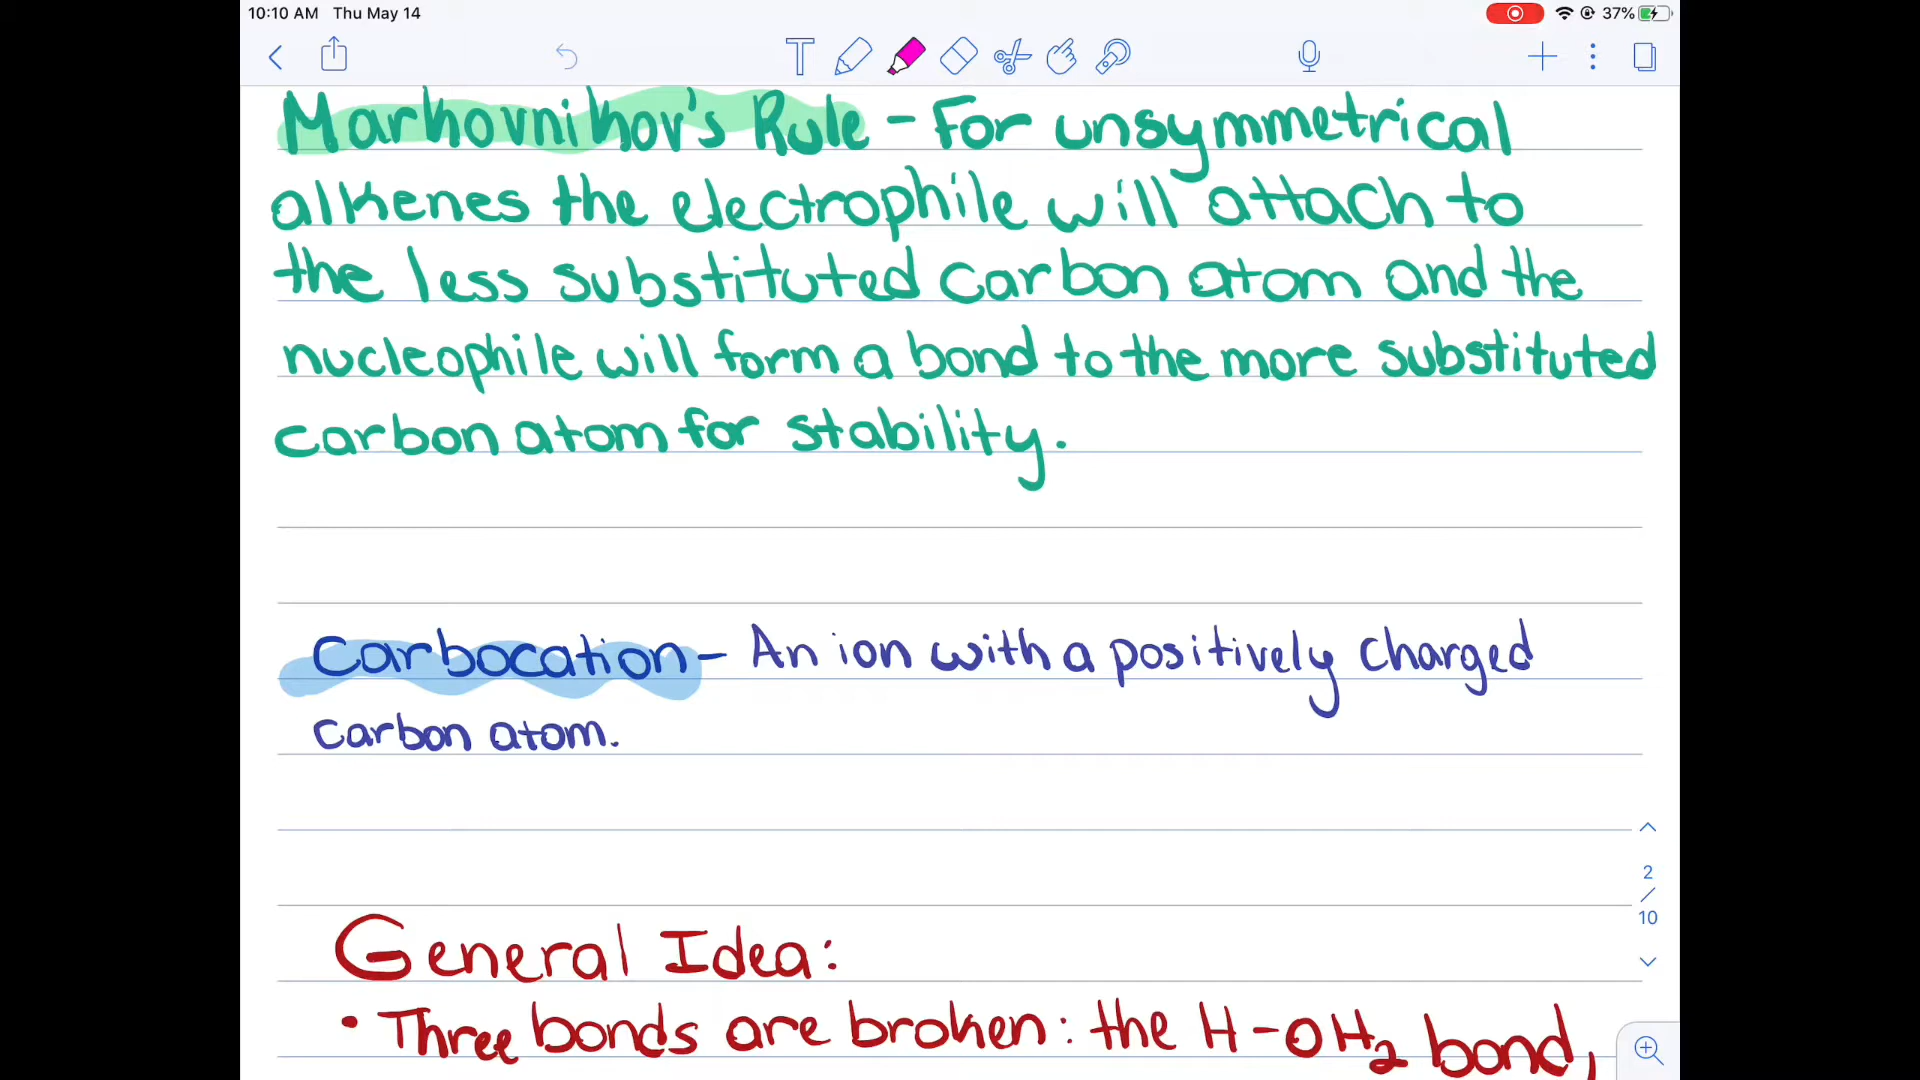 10:10 AM Thu May 14
37%
Markovnikov's Rule - For unsymmetrical
alkenes the electrophile will attach to
the less substituted carbon atom and the
nucleophile will form a bond to the more substituted
carbon atom for stability.
Carbocation - An ion with a positively charged
carbon atom.
2
/
10
General Idea:
• Three bonds are broken: the H-OH₂ bond,